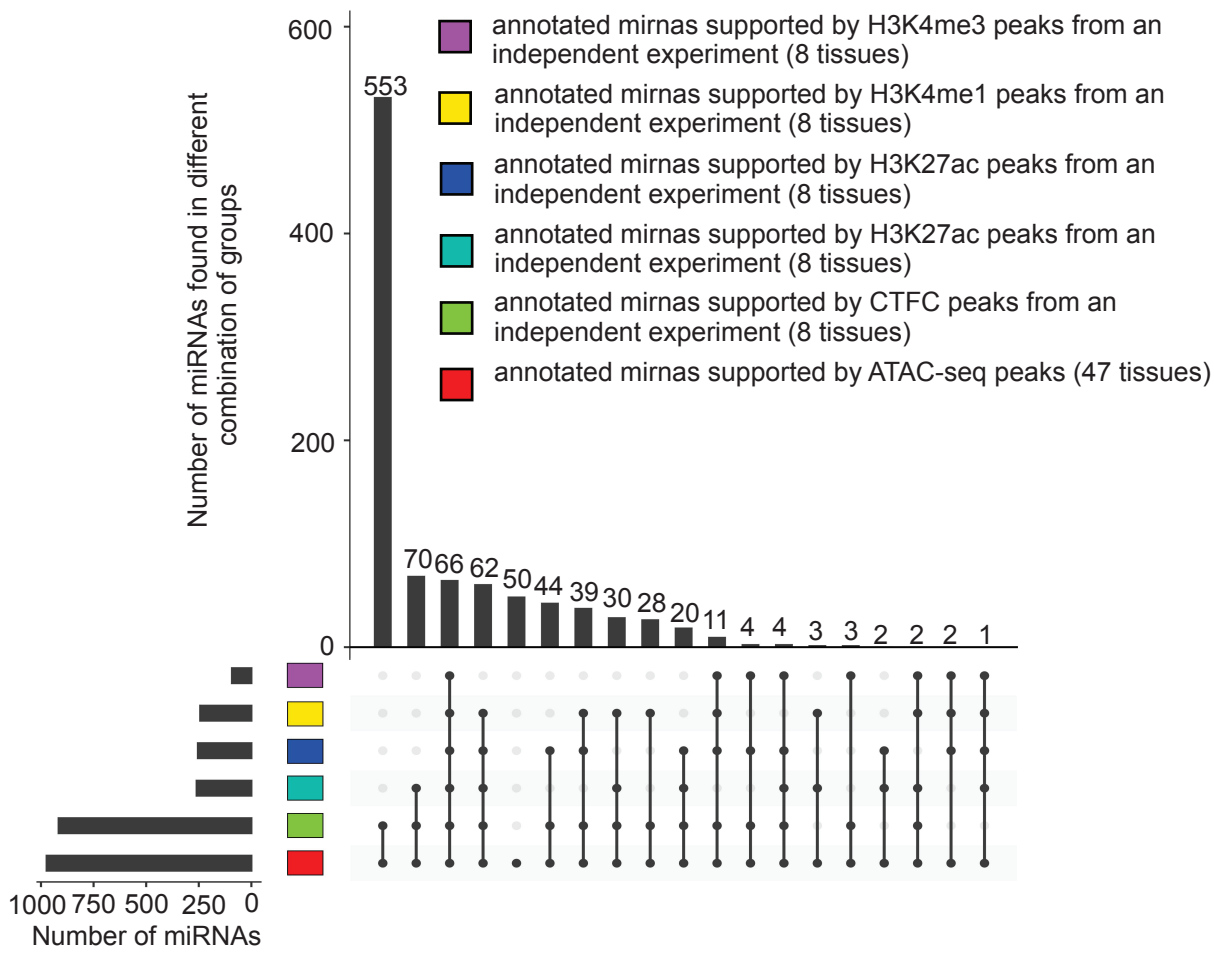 600
400
200
0
Number of miRNAs found in different
combination of groups
annotated mirnas supported by H3K4me3 peaks from an
independent experiment (8 tissues)
annotated mirnas supported by H3K4me1 peaks from an
independent experiment (8 tissues)
annotated mirnas supported by H3K27ac peaks from an
independent experiment (8 tissues)
annotated mirnas supported by H3K27ac peaks from an
independent experiment (8 tissues)
annotated mirnas supported by CTFC peaks from an
independent experiment (8 tissues)
annotated mirnas supported by ATAC-seq peaks (47 tissues)
553
70 66 62 50 44 39 30 28 20 11 4 4 3 3 2 2 2 1
1000 750 500 250 0
Number of miRNAs